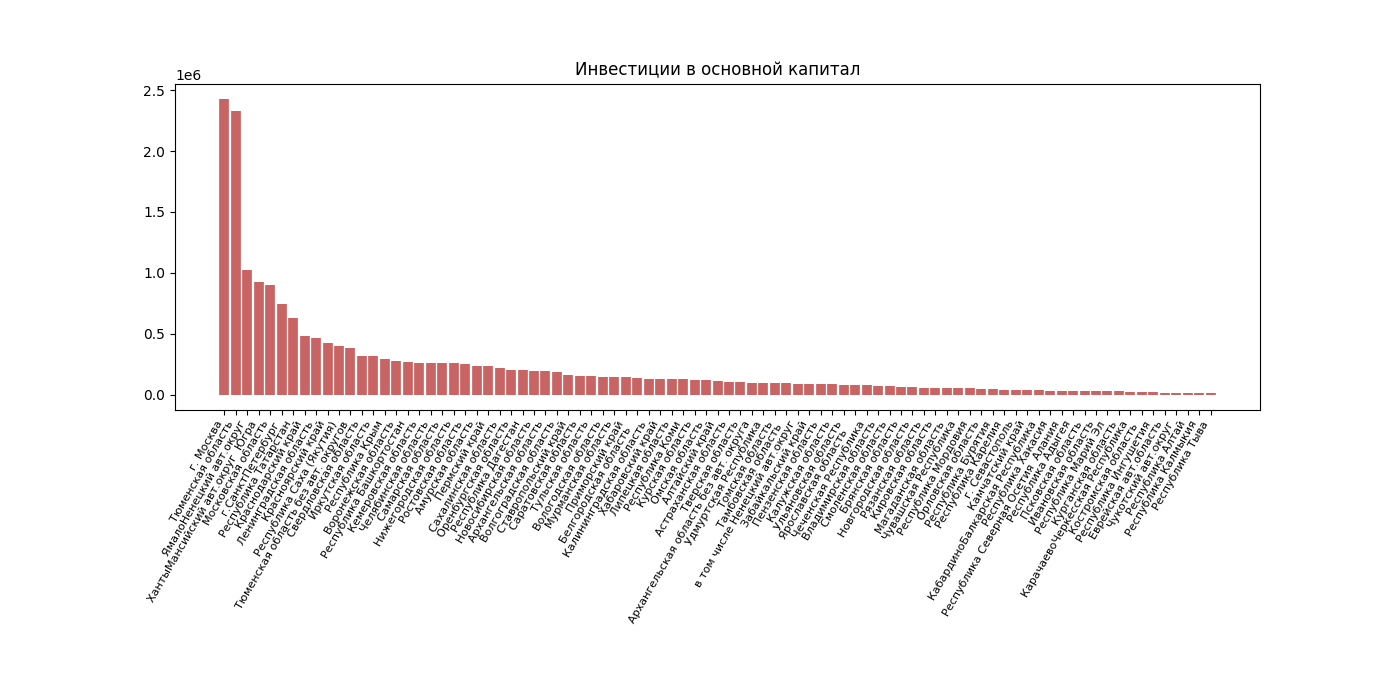 Инвестиции в основной капитал
1e6
2.5
2.0
1.5
1.0
0.5
0.0
г. Москва
Тюменская область
Ямалоненецкий авт. округ
ХантыМансийский авт. округ Югра
Московская область
г. СанктПетербург
Республика Татарстан
Краснодарский край
Ленинградская область
Красноярский край
Республика Саха (Якутия)
Тюменская область без авт. округов
Свердловская область
Иркутская область
Республика Крым
Воронежская область
Республика Башкортостан
Кемеровская область
Челябинская область
Самарская область
Нижегородская область
Ростовская область
Амурская область
Пермский край
Сахалинская область
Оренбургская область
Республика Дагестан
Новосибирская область
Архангельская область
Волгоградская область
Ставропольский край
Саратовская область
Тульская область
Вологодская область
Мурманская область
Приморский край
Белгородская область
Калининградская область
Хабаровский край
Липецкая область
Республика Коми
Курская область
Омская область
Алтайский край
Астраханская область
Тверская область
Архангельская область без авт. округа
Удмуртская Республика
Томская область
Тамбовская область
в том числе Ненецкий авт. округ
Забайкальский край
Пензенская область
Калужская область
Ульяновская область
Ярославская область
Чеченская Республика
Владимирская область
Смоленская область
Брянская область
Новгородская область
Рязанская область
Кировская область
Магаданская область
Чувашская Республика
Республика Мордовия
Орловская область
Республика Бурятия
Республика Карелия
г. Севастополь
Камчатский край
КабардиноБалкарская Республика
Республика Хакасия
Республика Северная Осетия Алания
Республика Адыгея
Псковская область
Республика Марий Эл
Ивановская область
Курганская область
КарачаевоЧеркесская Республика
Костромская область
Республика Ингушетия
Еврейская авт. область
Чукотский авт. округ
Республика Алтай
Республика Калмыкия
Республика Тыва